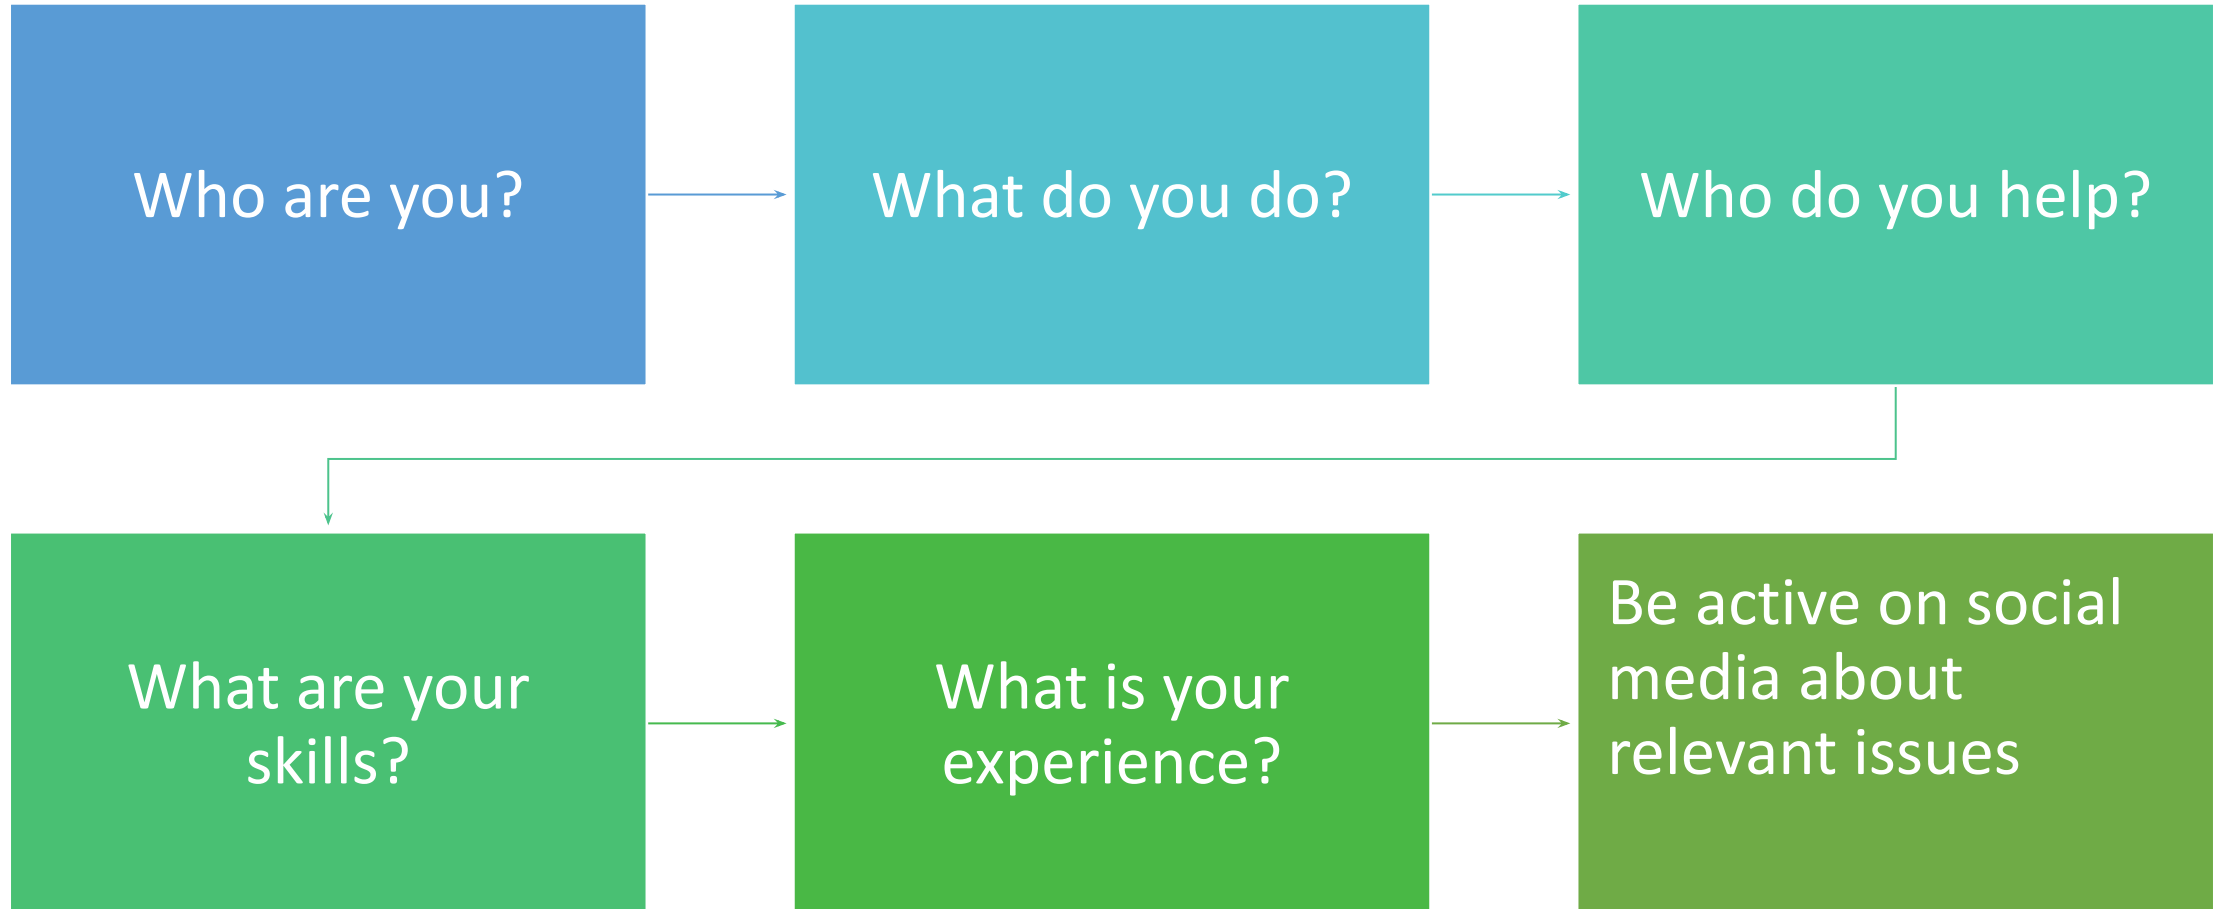 Who are you?
What do you do?
Who do you help?
What are your
skills?
What is your
experience?
Be active on social
media about
relevant issues